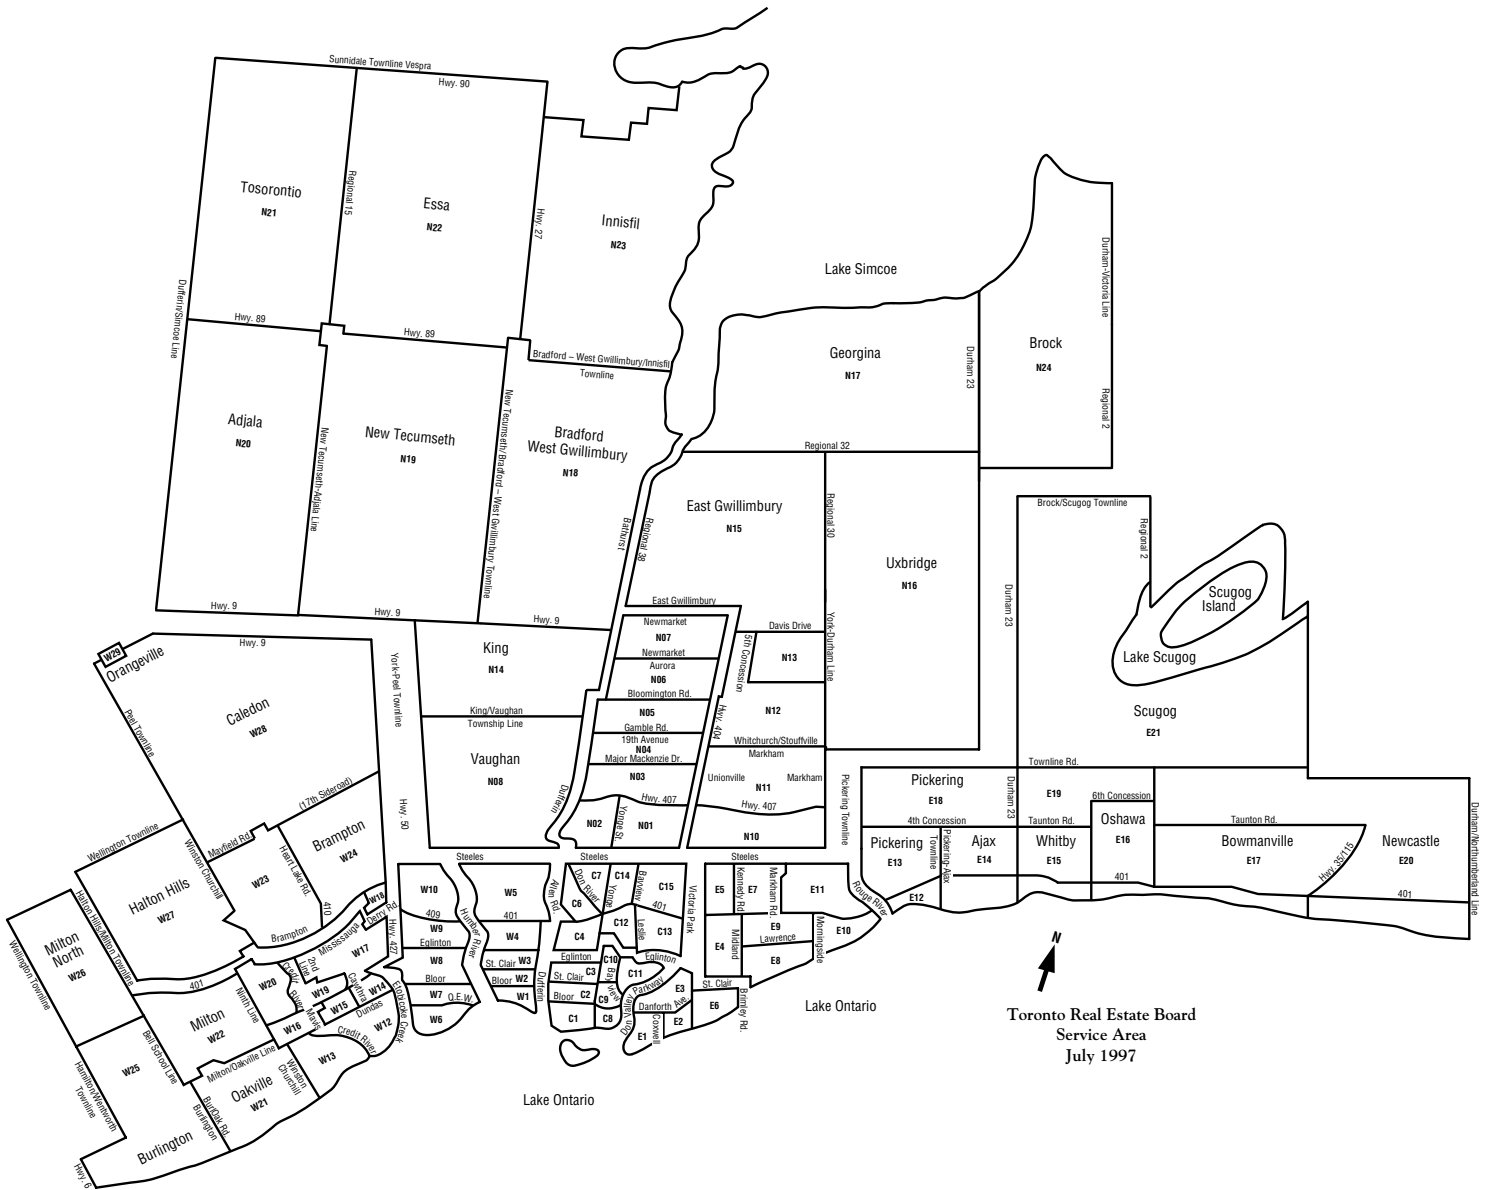 Sunnidale Townline Vespra
Hwy. 90
Tosorontio
N21
Regional 15
Essa
N22
Hwy. 27
Innisfil
N23
Lake Simcoe
Durham-Victoria Line
Dufferin/Simcoe Line
Hwy. 89
Hwy. 89
Bradford – West Gwillimbury/Innisfil
Townline
Georgina
N17
Durham 23
Brock
N24
Regional 2
Adjala
N20
New Tecumseth-Adjala Line
New Tecumseth
N19
New Tecumseth/Bradford – West Gwillimbury Townline
Bradford
West Gwillimbury
N18
Regional 32
Bathurst
Regional 38
East Gwillimbury
N15
Regional 30
Uxbridge
N16
Brock/Scugog Townline
Regional 2
Durham 23
Scugog
Island
Lake Scugog
Scugog
E21
Hwy. 9
Hwy. 9
Hwy. 9
East Gwillimbury
Newmarket
N07
Newmarket
Aurora
N06
Bloomington Rd.
N05
Gamble Rd.
19th Avenue
N04
Major Mackenzie Dr.
N03
Hwy. 407
N02
Yonge St.
N01
Davis Drive
5th Concession
N13
York-Durham Line
N12
Hwy. 404
Whitchurch/Stouffville
Markham
Unionville
Markham
N11
Hwy. 407
N10
Pickering Townline
W29
Orangeville
Hwy. 9
Peel Townline
Caledon
W28
York-Peel Townline
King
N14
King/Vaughan
Township Line
Vaughan
N08
Dufferin
Hwy. 50
(17th Sideroad)
Mayfield Rd.
Wellington Townline
Winston Churchill
Brampton
W24
Heart Lake Rd.
W23
410
Halton Hills
W27
Halton Hills/Milton Townline
Milton
North
W26
Wellington Townline
Brampton
Mississauga
W18
Derry Rd.
Hwy. 427
W17
2nd
Line
Credit
River
W20
401
Ninth Line
W19
Cawthra
W14
W15
Mavis
Dundas
W16
W12
Credit River
W13
Etobicoke Creek
Milton
W22
Bell School Line
Milton/Oakville Line
Winston
Churchill
Oakville
W21
W25
Hamilton/Wentworth
Townline
BurlOak Rd.
Burlington
Burlington
Hwy. 6
Steeles
Steeles
Steeles
W10
409
W9
Eglinton
W8
Bloor
W7
Q.E.W.
W6
Humber River
W5
401
W4
St. Clair
W3
Bloor
W2
W1
Allen Rd.
Dufferin
C7
Don River
C6
C14
Yonge
Bayview
C15
401
C4
C12
Leslie
C13
Victoria Park
Eglinton
Eglinton
C10
C3
St. Clair
Bay
view
C11
C2
Bloor
C9
C1
C8
Don Valley
Parkway
Danforth
Ave.
E3
Coxwell
E1
E2
St. Clair
E6
Brimley Rd.
E5
Kennedy Rd.
E7
Markham Rd.
E11
E4
Midland
E9
Lawrence
E8
Morningside
E10
Rouge River
Townline Rd.
Pickering
E18
Durham 23
E19
6th Concession
4th Concession
Taunton Rd.
Taunton Rd.
Pickering
E13
Pickering-Ajax
Townline
Ajax
E14
Whitby
E15
Oshawa
E16
Bowmanville
E17
Hwy. 35/115
Newcastle
E20
401
401
E12
Durham/Northumberland Line
N
Lake Ontario
Lake Ontario
Toronto Real Estate Board
Service Area
July 1997